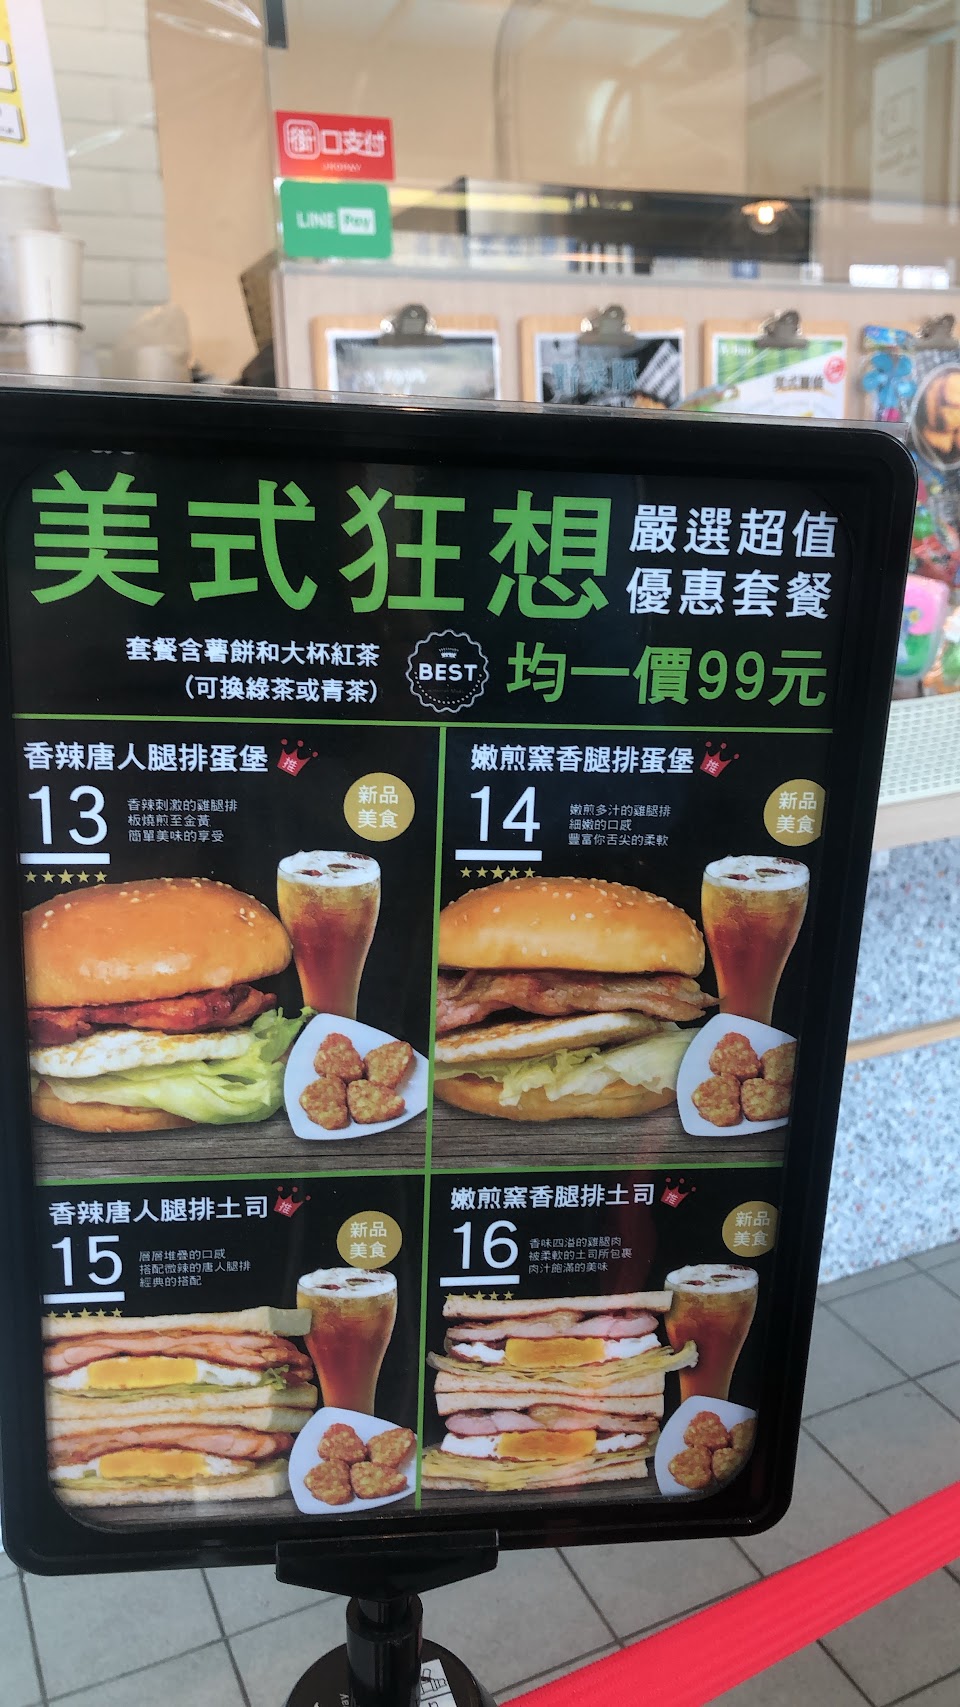 街口支付
JKOPAY
LINE Pay
美式狂想
嚴選超值
優惠套餐
套餐含薯餅和大杯紅茶
(可換綠茶或青茶)
BEST
均一價99元
香辣唐人腿排蛋堡
推
13
香辣刺激的雞腿排
板燒煎至金黃
簡單美味的享受
新品
美食
嫩煎窯香腿排蛋堡
推
14
嫩煎多汁的雞腿排
細嫩的口感
豐富你舌尖的柔軟
新品
美食
香辣唐人腿排土司
推
15
層層堆疊的口感
搭配微辣的唐人腿排
經典的搭配
新品
美食
嫩煎窯香腿排土司
推
16
香味四溢的雞腿肉
被柔軟的土司所包裹
肉汁飽滿的美味
新品
美食